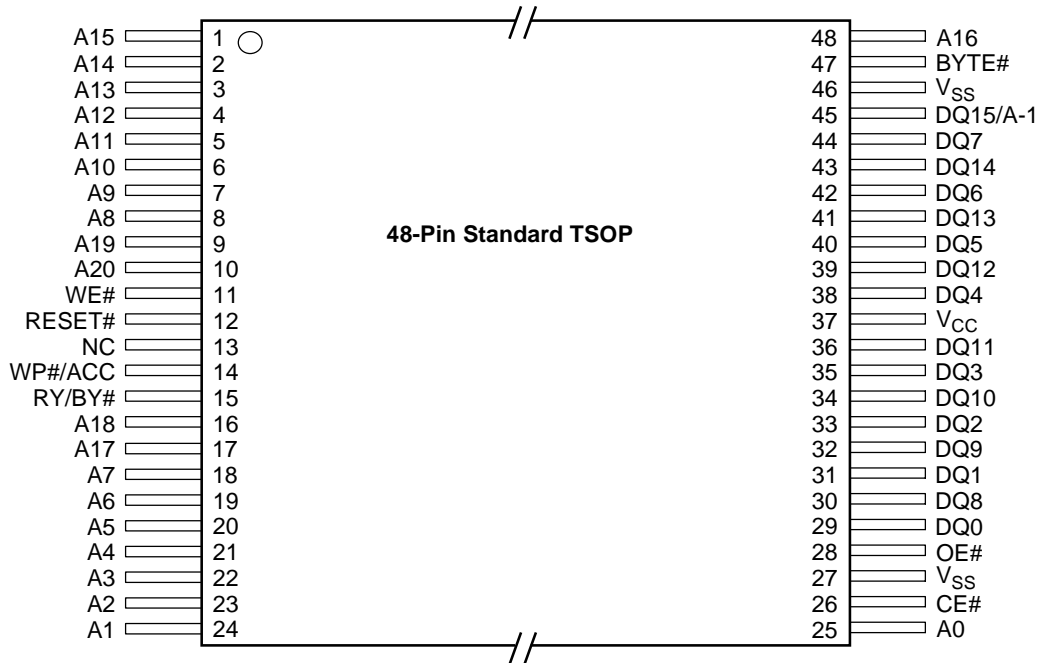 A15 1 48 A16
A14 2 47 BYTE#
A13 3 46 VSS
A12 4 45 DQ15/A-1
A11 5 44 DQ7
A10 6 43 DQ14
A9 7 42 DQ6
A8 8 41 DQ13
A19 9 48-Pin Standard TSOP 40 DQ5
A20 10 39 DQ12
WE# 11 38 DQ4
RESET# 12 37 VCC
NC 13 36 DQ11
WP#/ACC 14 35 DQ3
RY/BY# 15 34 DQ10
A18 16 33 DQ2
A17 17 32 DQ9
A7 18 31 DQ1
A6 19 30 DQ8
A5 20 29 DQ0
A4 21 28 OE#
A3 22 27 VSS
A2 23 26 CE#
A1 24 25 A0